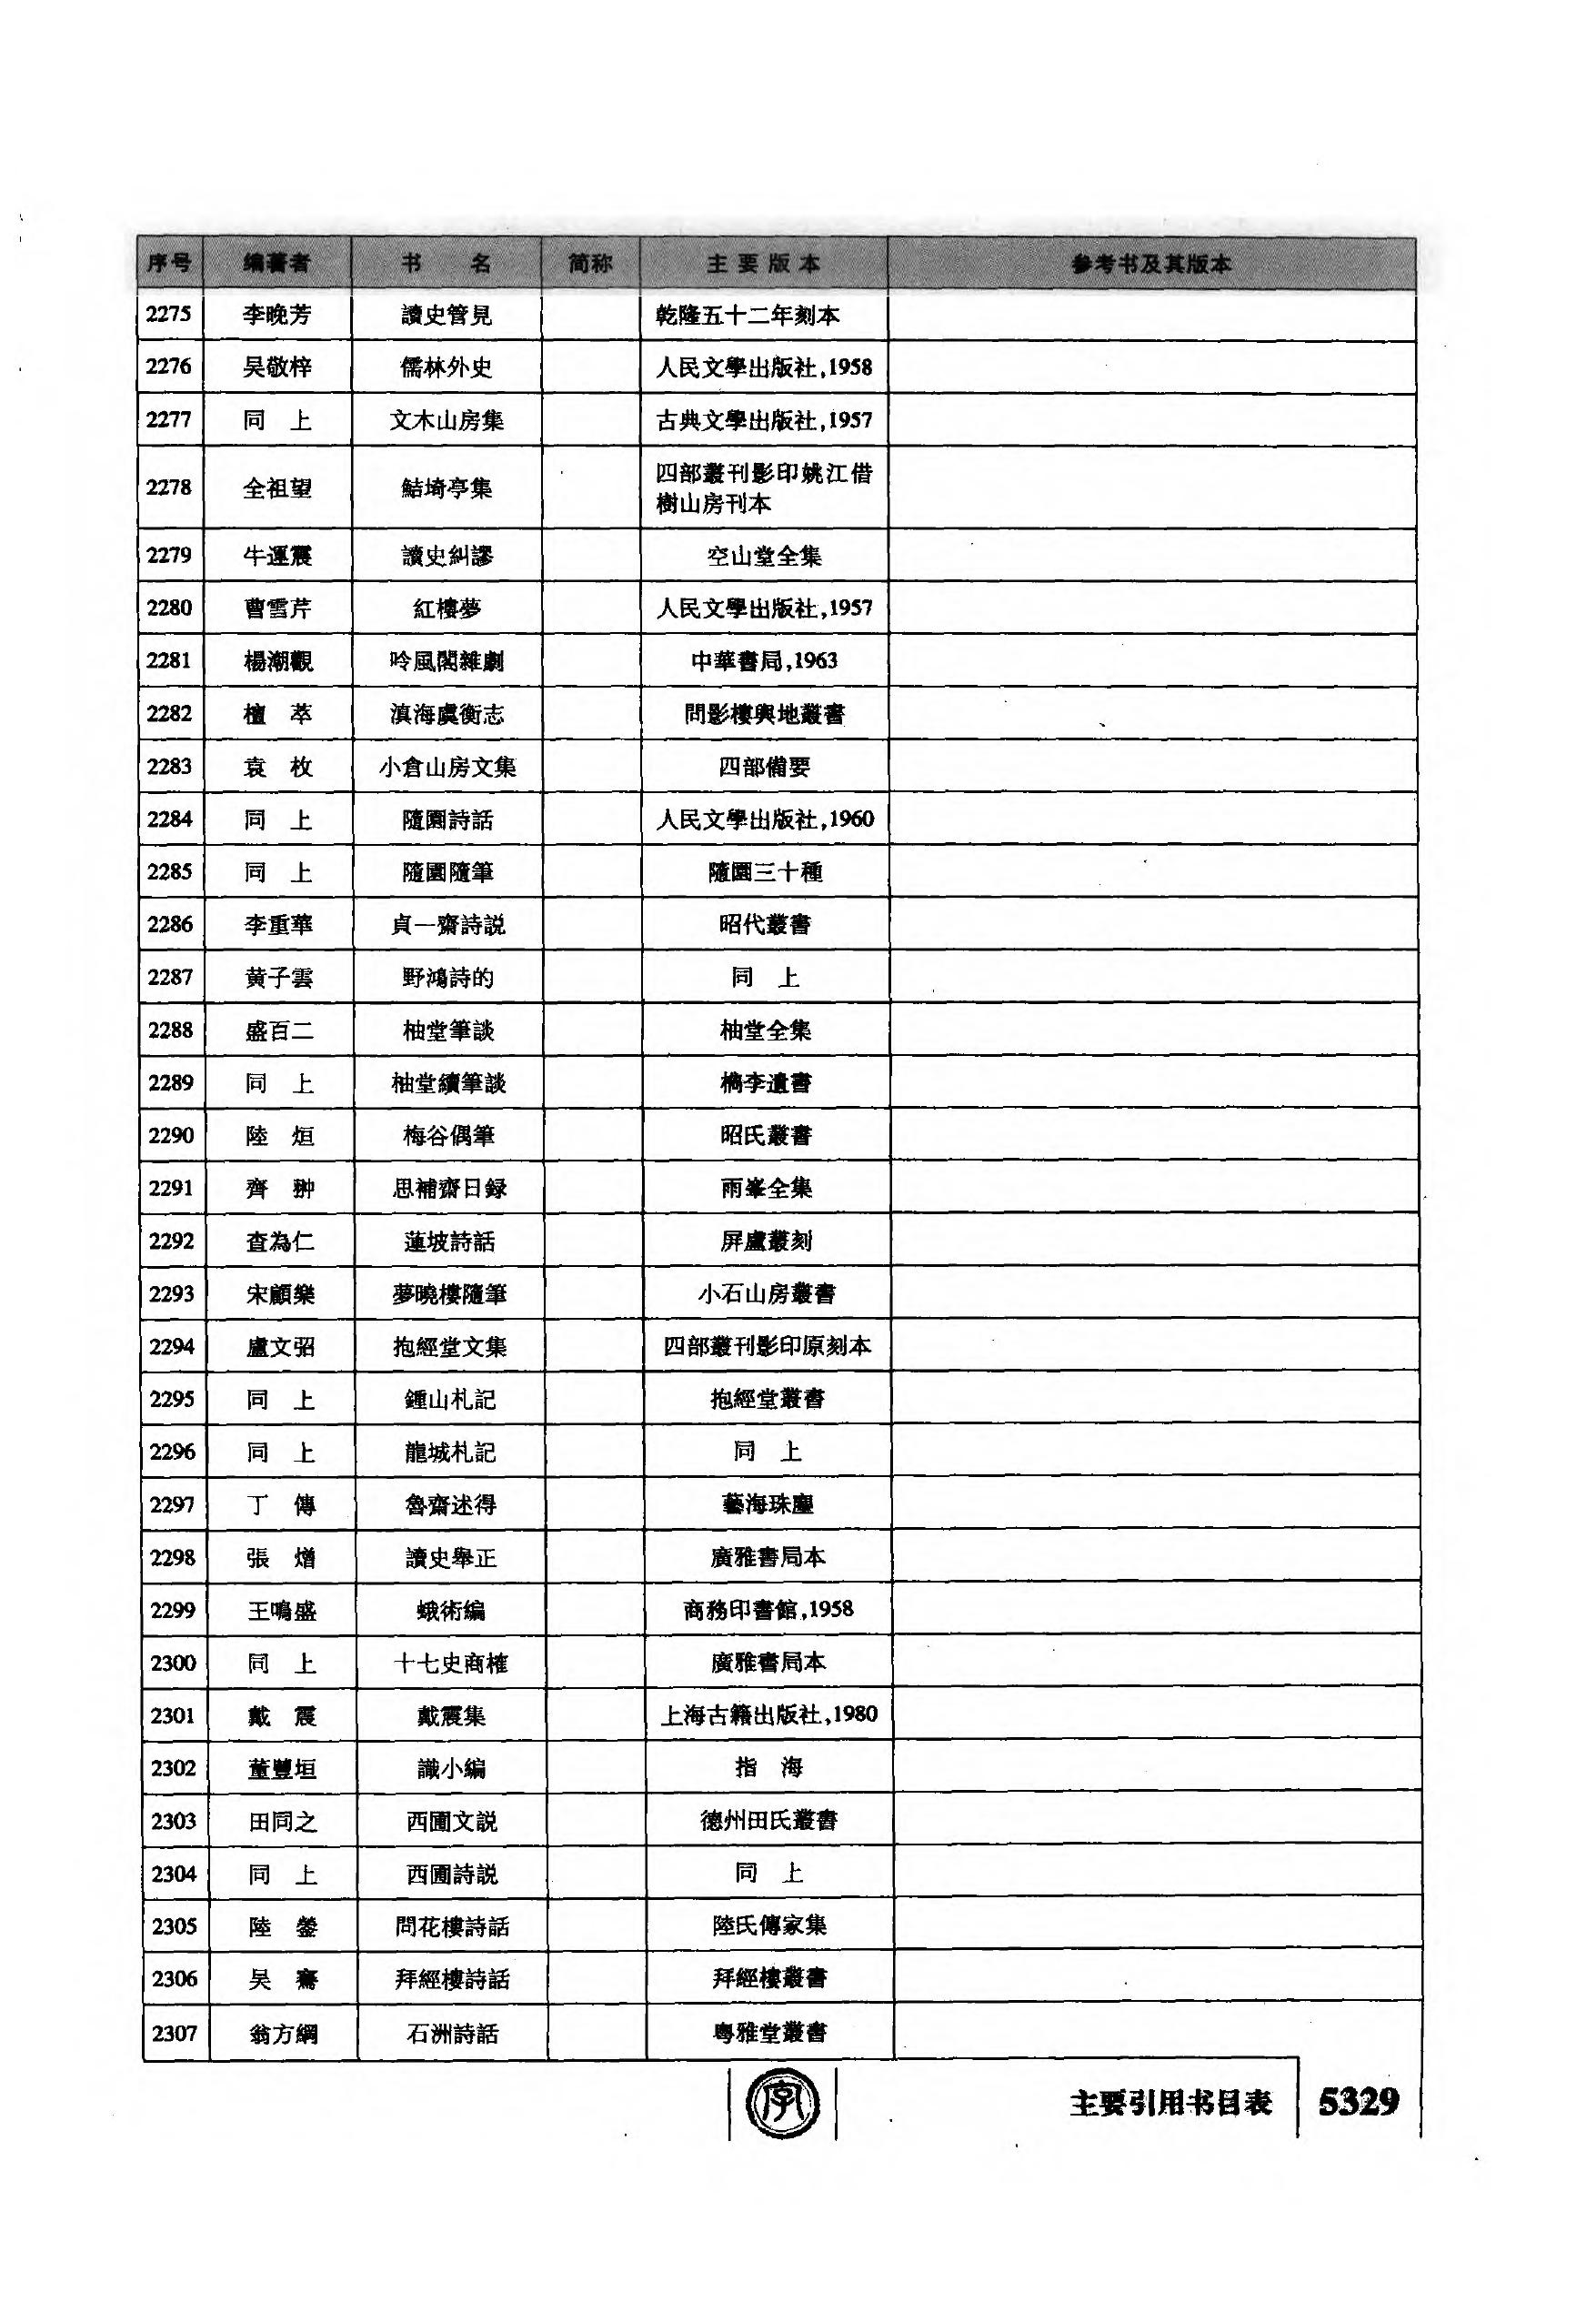 序号 编著者 书 名 简称 主要版本 参考书及其版本
2275 李晚芳 讀史管見 乾隆五十二年刻本
2276 吴敬梓 儒林外史 人民文學出版社,1958
2277 同 上 文木山房集 古典文學出版社,1957
2278 全祖望 鮚埼亭集 四部叢刊影印姚江借
樹山房刊本
2279 牛運震 讀史糾謬 空山堂全集
2280 曹雪芹 紅樓夢 人民文學出版社,1957
2281 楊潮觀 吟風閣雜劇 中華書局,1963
2282 檀 萃 滇海虞衡志 問影樓輿地叢書
2283 袁 枚 小倉山房文集 四部備要
2284 同 上 隨園詩話 人民文學出版社,1960
2285 同 上 隨園隨筆 隨園三十種
2286 李重華 貞一齋詩説 昭代叢書
2287 黄子雲 野鴻詩的 同 上
2288 盛百二 柚堂筆談 柚堂全集
2289 同 上 柚堂續筆談 檇李遺書
2290 陸 烜 梅谷偶筆 昭氏叢書
2291 齊 翀 思補齋日録 雨峯全集
2292 查為仁 蓮坡詩話 屏廬叢刻
2293 宋顧樂 夢曉樓隨筆 小石山房叢書
2294 盧文弨 抱經堂文集 四部叢刊影印原刻本
2295 同 上 鍾山札記 抱經堂叢書
2296 同 上 龍城札記 同 上
2297 丁 傳 魯齋述得 藝海珠塵
2298 張 熷 讀史舉正 廣雅書局本
2299 王鳴盛 蛾術編 商務印書館,1958
2300 同 上 十七史商榷 廣雅書局本
2301 戴 震 戴震集 上海古籍出版社,1980
2302 董豐垣 識小編 指 海
2303 田同之 西圃文説 德州田氏叢書
2304 同 上 西圃詩説 同 上
2305 陸 鎣 問花樓詩話 陸氏傳家集
2306 吴 騫 拜經樓詩話 拜經樓叢書
2307 翁方綱 石洲詩話 粤雅堂叢書
字 主要引用书目表 5329